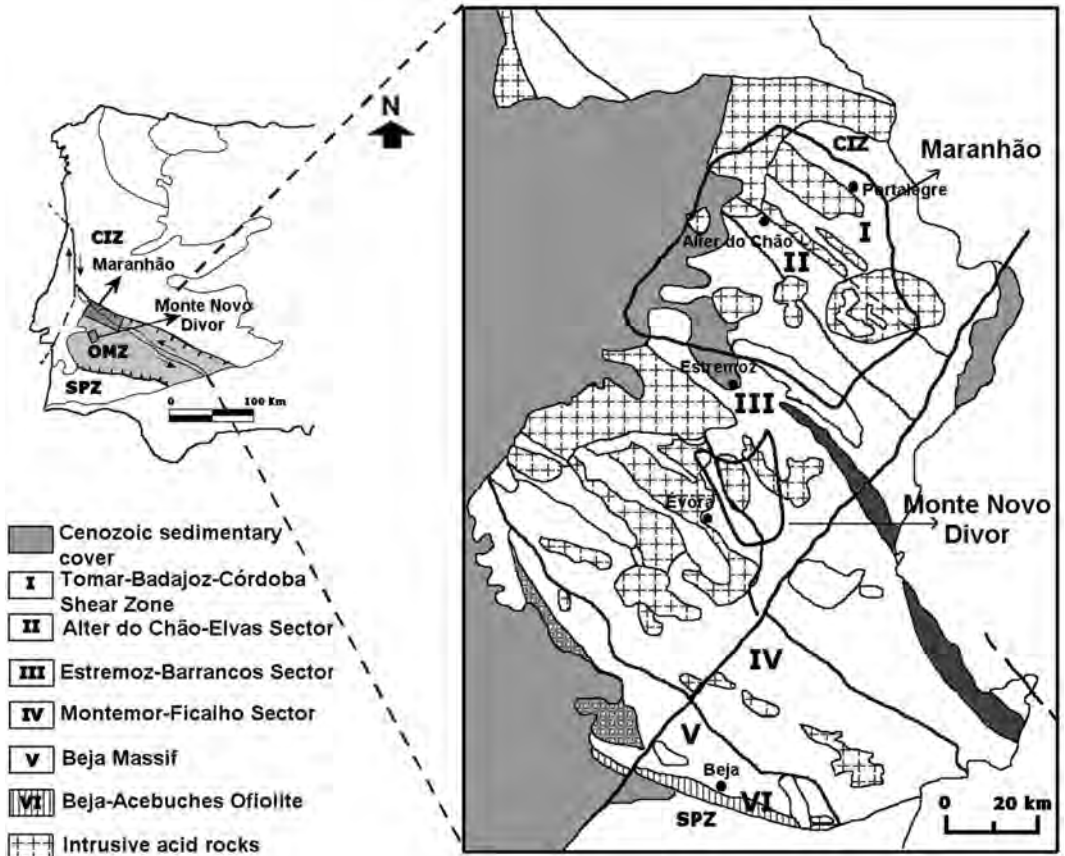 N
CIZ
Maranhão
Monte Novo
Divor
OMZ
SPZ
0 100 Km
CIZ
Maranhão
Portalegre
I
Alter do Chão
II
Estremoz
III
Évora
Monte Novo
Divor
IV
V
Beja
VI
SPZ
0 20 km
Cenozoic sedimentary
cover
I Tomar-Badajoz-Córdoba
Shear Zone
II Alter do Chão-Elvas Sector
III Estremoz-Barrancos Sector
IV Montemor-Ficalho Sector
V Beja Massif
VI Beja-Acebuches Ofiolite
Intrusive acid rocks